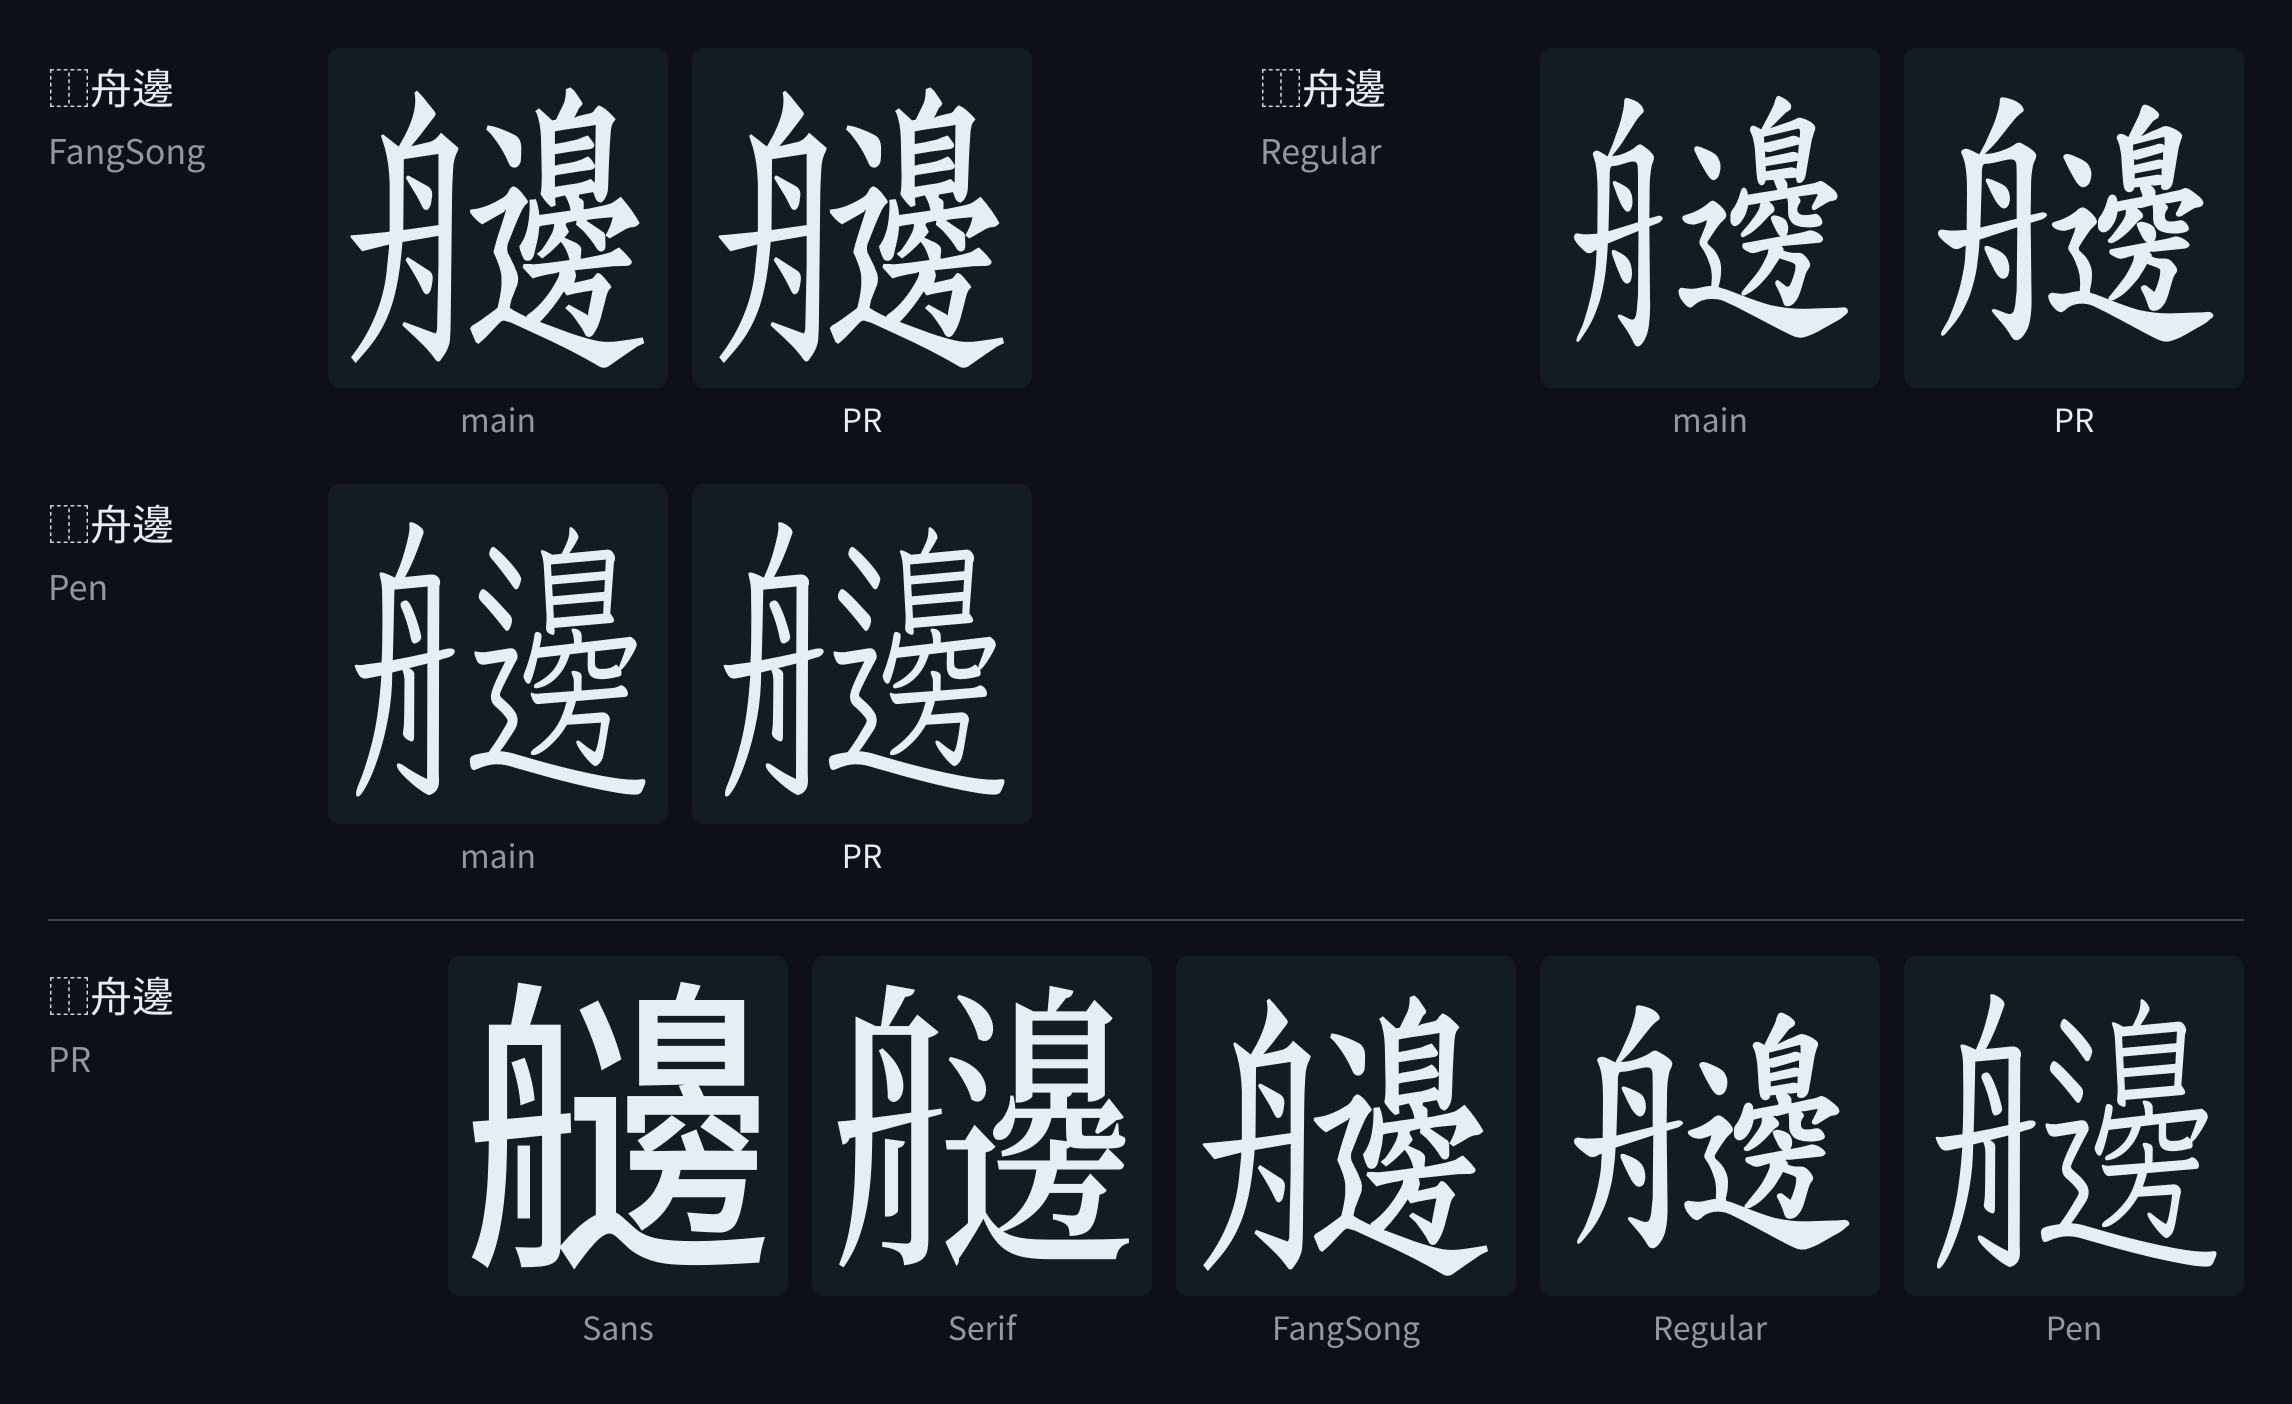 ⿰舟邊
FangSong
main
PR
⿰舟邊
Regular
main
PR
⿰舟邊
Pen
main
PR
⿰舟邊
PR
Sans
Serif
FangSong
Regular
Pen